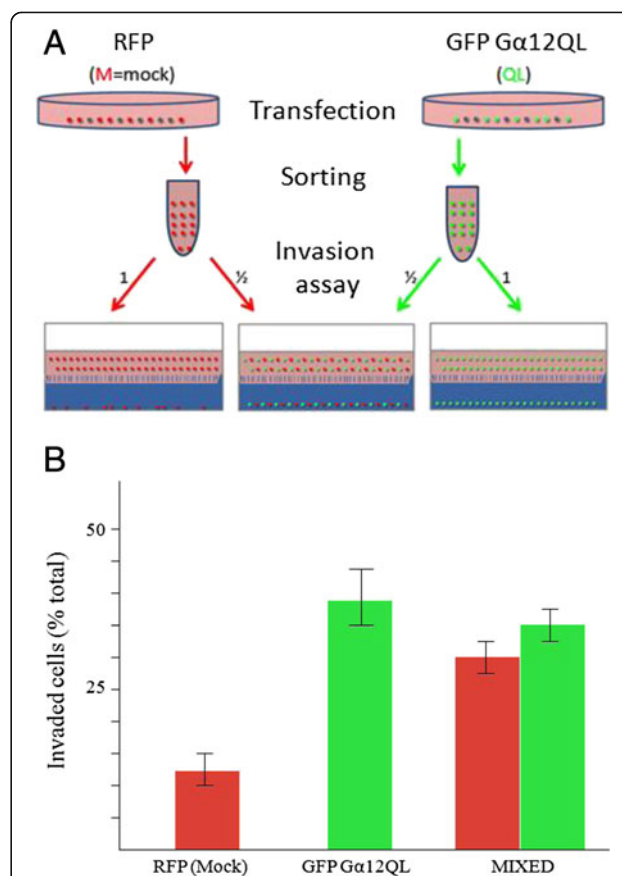 A
RFP
(M=mock)
GFP Gα12QL
(QL)
Transfection
Sorting
Invasion
assay
1
½
½
1
B
Invaded cells (% total)
50
25
RFP (Mock)
GFP Gα12QL
MIXED